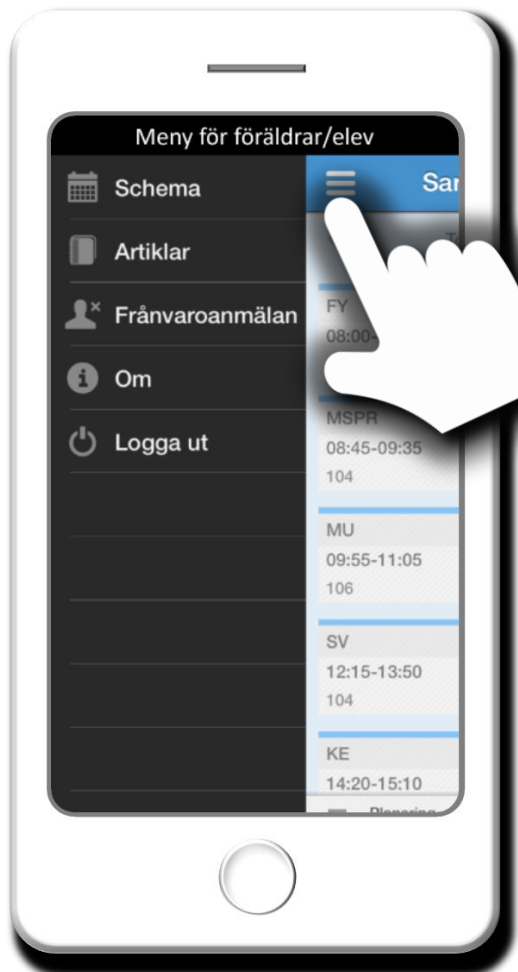 Meny för föräldrar/elev
Schema
Artiklar
Frånvaroanmälan
Om
Logga ut
FY
08:00-
MSPR
08:45-09:35
104
MU
09:55-11:05
106
SV
12:15-13:50
104
KE
14:20-15:10